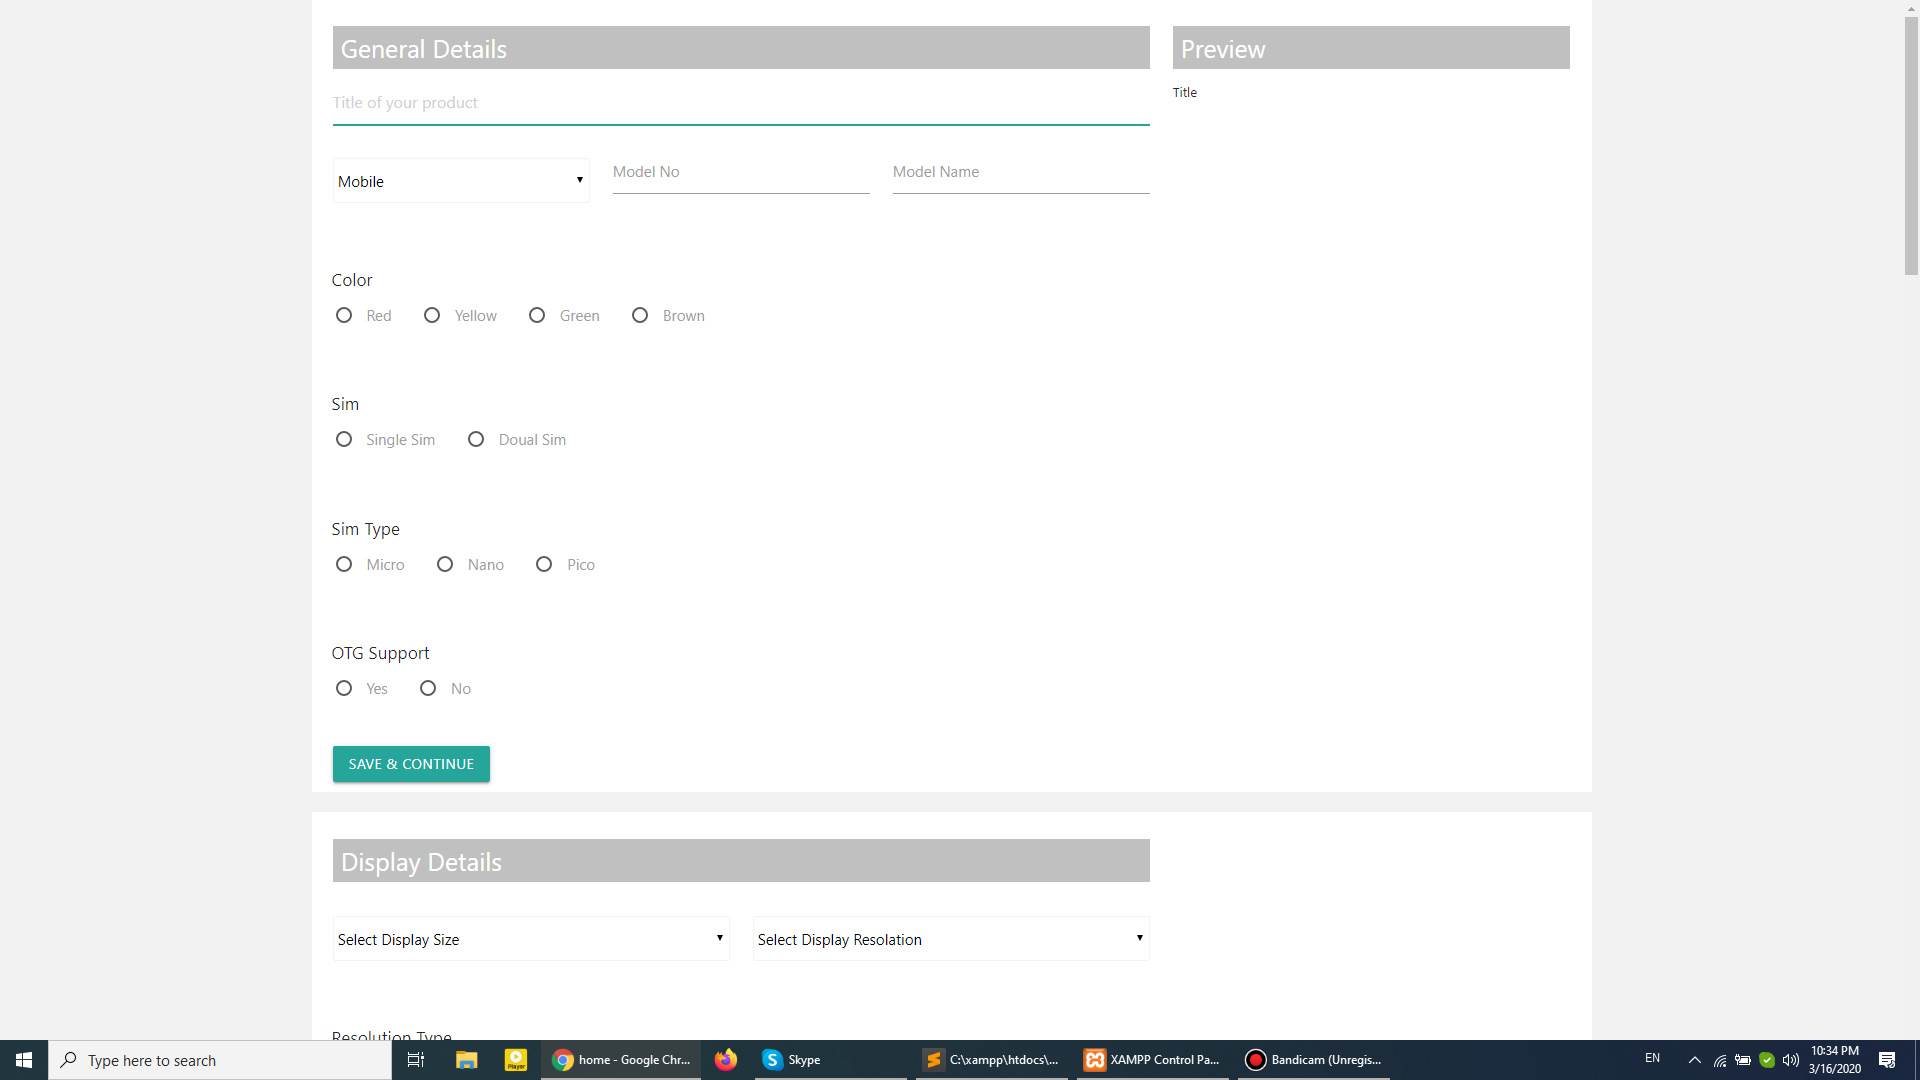 General Details
Preview
Title of your product
Title
Mobile
Model No
Model Name
Color
Red Yellow Green Brown
Sim
Single Sim Doual Sim
Sim Type
Micro Nano Pico
OTG Support
Yes No
SAVE & CONTINUE
Display Details
Select Display Size
Select Display Resolation
Resolution Type
Type here to search
Player
home - Google Chr...
Skype
C:\xampp\htdocs\...
XAMPP Control Pa...
Bandicam (Unregis...
EN
10:34 PM
3/16/2020